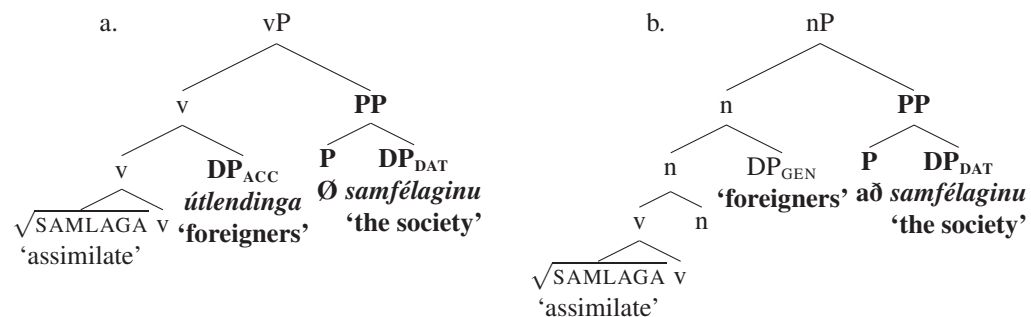 a. vP
v PP
v DP_ACC P DP_DAT
útlendinga Ø samfélaginu
√SAMLAGA v 'foreigners' 'the society'
'assimilate'
b. nP
n PP
n DP_GEN P DP_DAT
'foreigners' að samfélaginu
v n 'the society'
√SAMLAGA v
'assimilate'